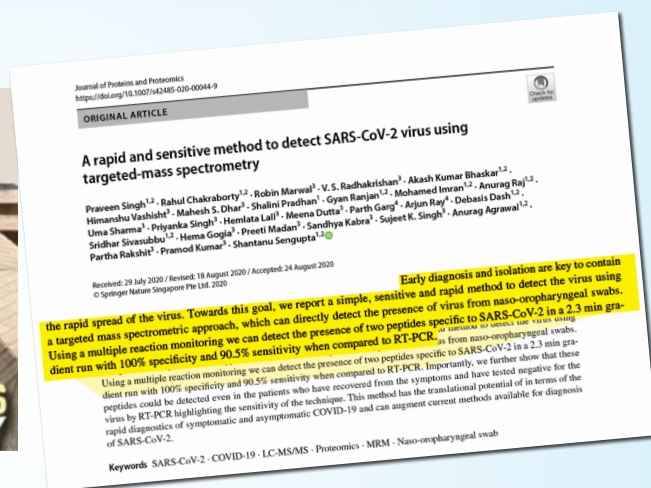 Journal of Proteins and Proteomics
https://doi.org/10.1007/s42485-020-00044-9
ORIGINAL ARTICLE
Check for
updates
A rapid and sensitive method to detect SARS-CoV-2 virus using
targeted-mass spectrometry
Praveen Singh1,2 · Rahul Chakraborty1,2 · Robin Marwal3 · V. S. Radhakrishan3 · Akash Kumar Bhaskar1,2 ·
Himanshu Vashisht3 · Mahesh S. Dhar3 · Shalini Pradhan1 · Gyan Ranjan1,2 · Mohamed Imran1,2 · Anurag Raj1,2 ·
Uma Sharma3 · Priyanka Singh3 · Hemlata Lall3 · Meena Dutta3 · Parth Garg4 · Arjun Ray4 · Debasis Dash1,2 ·
Sridhar Sivasubbu1,2 · Hema Gogia3 · Preeti Madan3 · Sandhya Kabra3 · Sujeet K. Singh3 · Anurag Agrawal1,2 ·
Partha Rakshit3 · Pramod Kumar3 · Shantanu Sengupta1,2
Received: 29 July 2020 / Revised: 18 August 2020 / Accepted: 24 August 2020
© Springer Nature Singapore Pte Ltd. 2020
Early diagnosis and isolation are key to contain
the rapid spread of the virus. Towards this goal, we report a simple, sensitive and rapid method to detect the virus using
a targeted mass spectrometric approach, which can directly detect the presence of virus from naso-oropharyngeal swabs.
Using a multiple reaction monitoring we can detect the presence of two peptides specific to SARS-CoV-2 in a 2.3 min gra-
dient run with 100% specificity and 90.5% sensitivity when compared to RT-PCR.
method to detect the virus using
from naso-oropharyngeal swabs.
Using a multiple reaction monitoring we can detect the presence of two peptides specific to SARS-CoV-2 in a 2.3 min gra-
dient run with 100% specificity and 90.5% sensitivity when compared to RT-PCR. Importantly, we further show that these
peptides could be detected even in the patients who have recovered from the symptoms and have tested negative for the
virus by RT-PCR highlighting the sensitivity of the technique. This method has the translational potential of in terms of the
rapid diagnostics of symptomatic and asymptomatic COVID-19 and can augment current methods available for diagnosis
of SARS-CoV-2.
Keywords SARS-CoV-2 · COVID-19 · LC-MS/MS · Proteomics · MRM · Naso-oropharyngeal swab